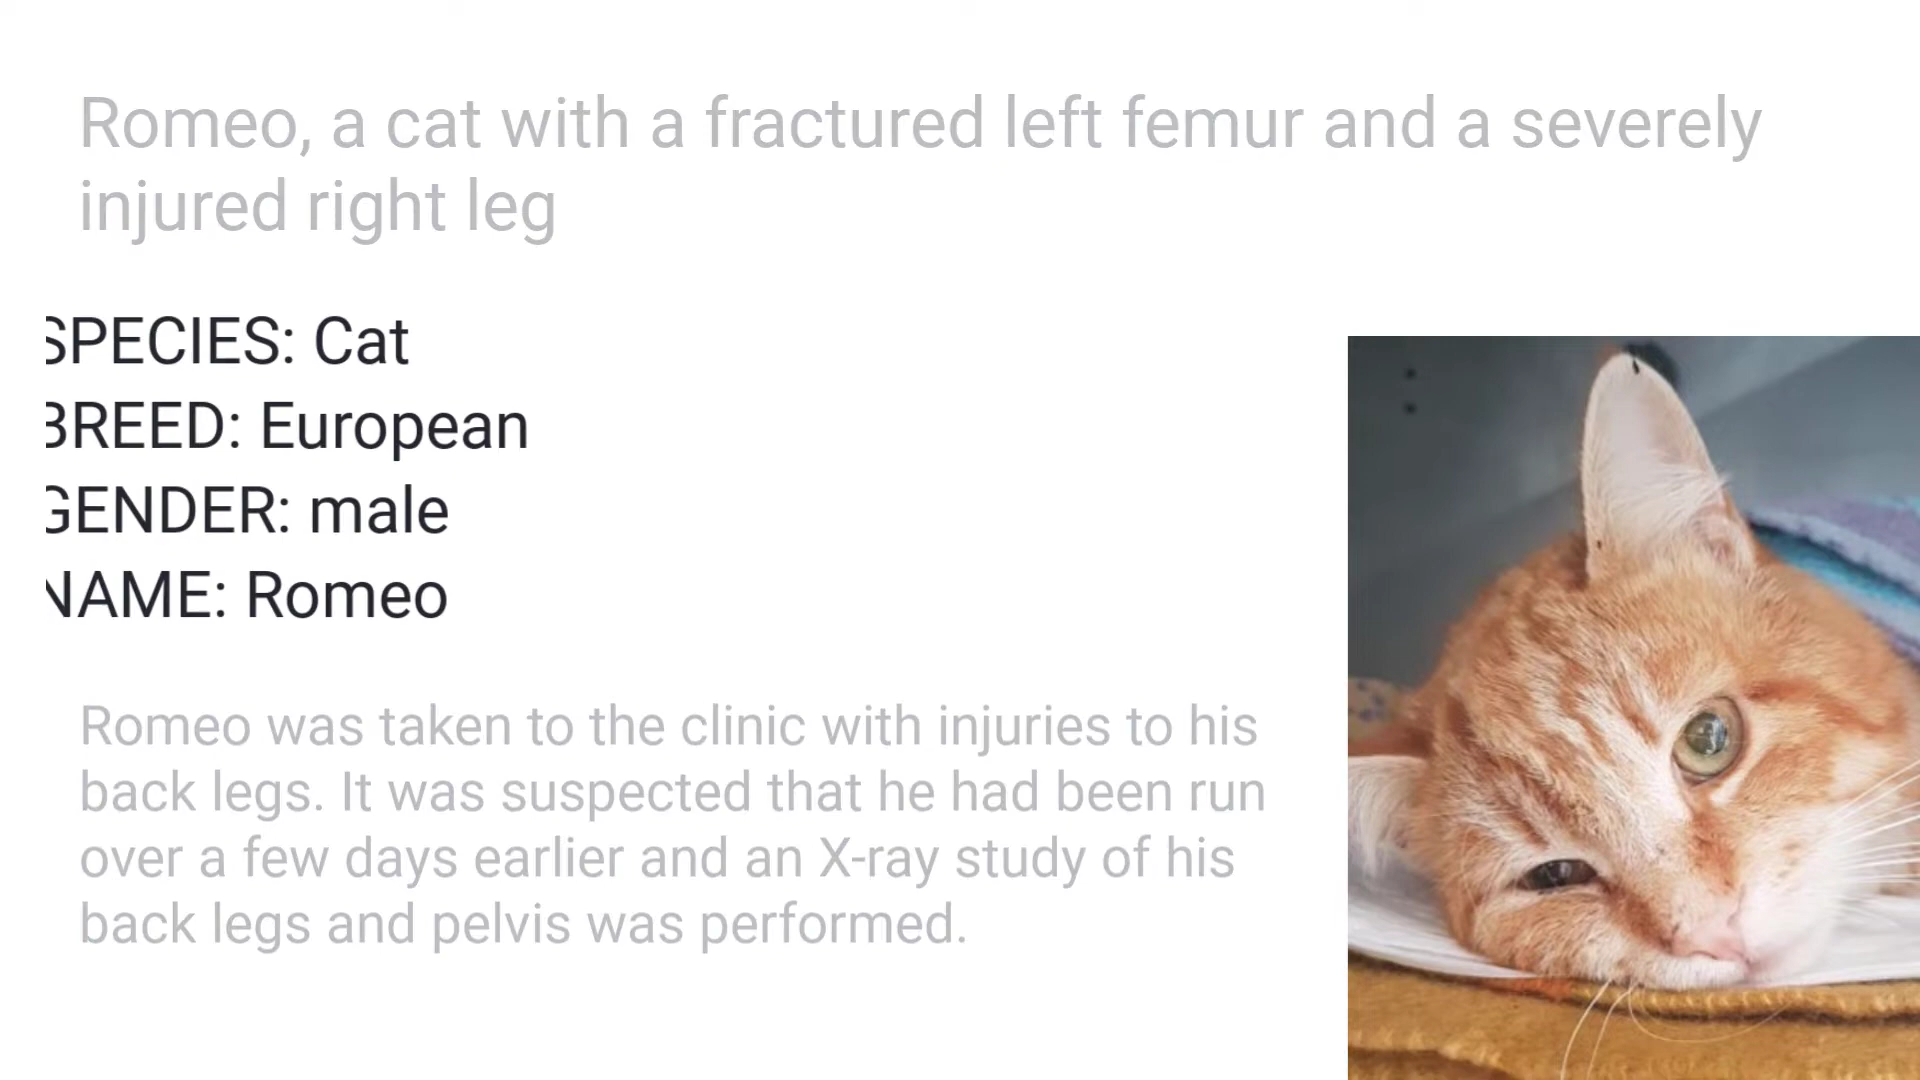 Romeo, a cat with a fractured left femur and a severely
injured right leg
SPECIES: Cat
BREED: European
GENDER: male
NAME: Romeo
Romeo was taken to the clinic with injuries to his
back legs. It was suspected that he had been run
over a few days earlier and an X-ray study of his
back legs and pelvis was performed.